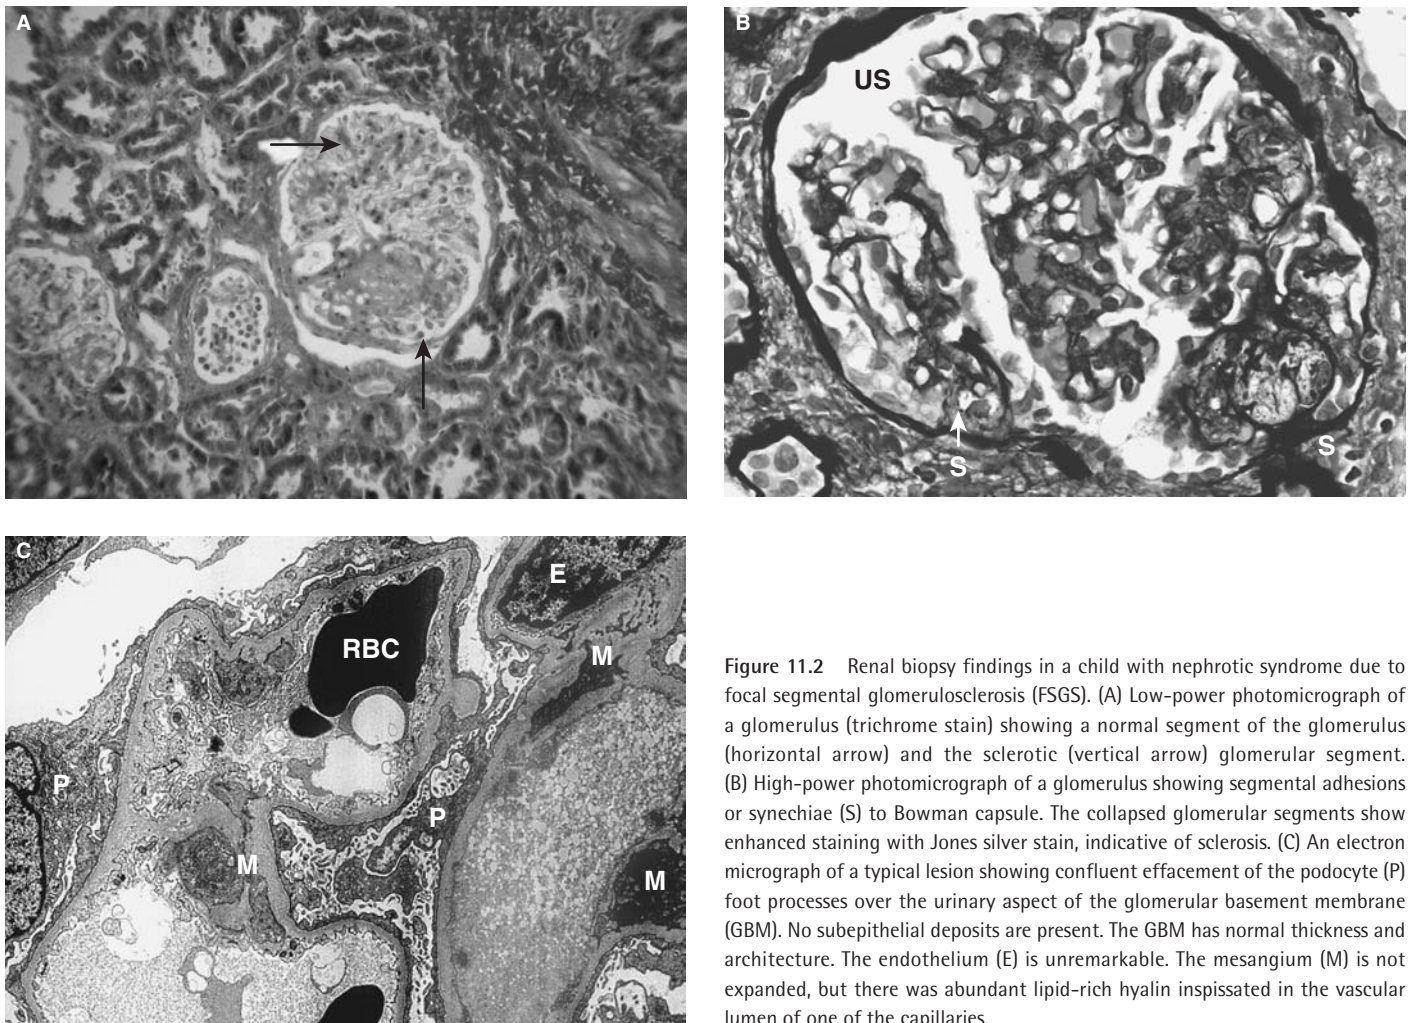 A
B
US
S
S
C
E
RBC
M
P
P
M
M
Figure 11.2 Renal biopsy findings in a child with nephrotic syndrome due to
focal segmental glomerulosclerosis (FSGS). (A) Low-power photomicrograph of
a glomerulus (trichrome stain) showing a normal segment of the glomerulus
(horizontal arrow) and the sclerotic (vertical arrow) glomerular segment.
(B) High-power photomicrograph of a glomerulus showing segmental adhesions
or synechiae (S) to Bowman capsule. The collapsed glomerular segments show
enhanced staining with Jones silver stain, indicative of sclerosis. (C) An electron
micrograph of a typical lesion showing confluent effacement of the podocyte (P)
foot processes over the urinary aspect of the glomerular basement membrane
(GBM). No subepithelial deposits are present. The GBM has normal thickness and
architecture. The endothelium (E) is unremarkable. The mesangium (M) is not
expanded, but there was abundant lipid-rich hyalin inspissated in the vascular
lumen of one of the capillaries.